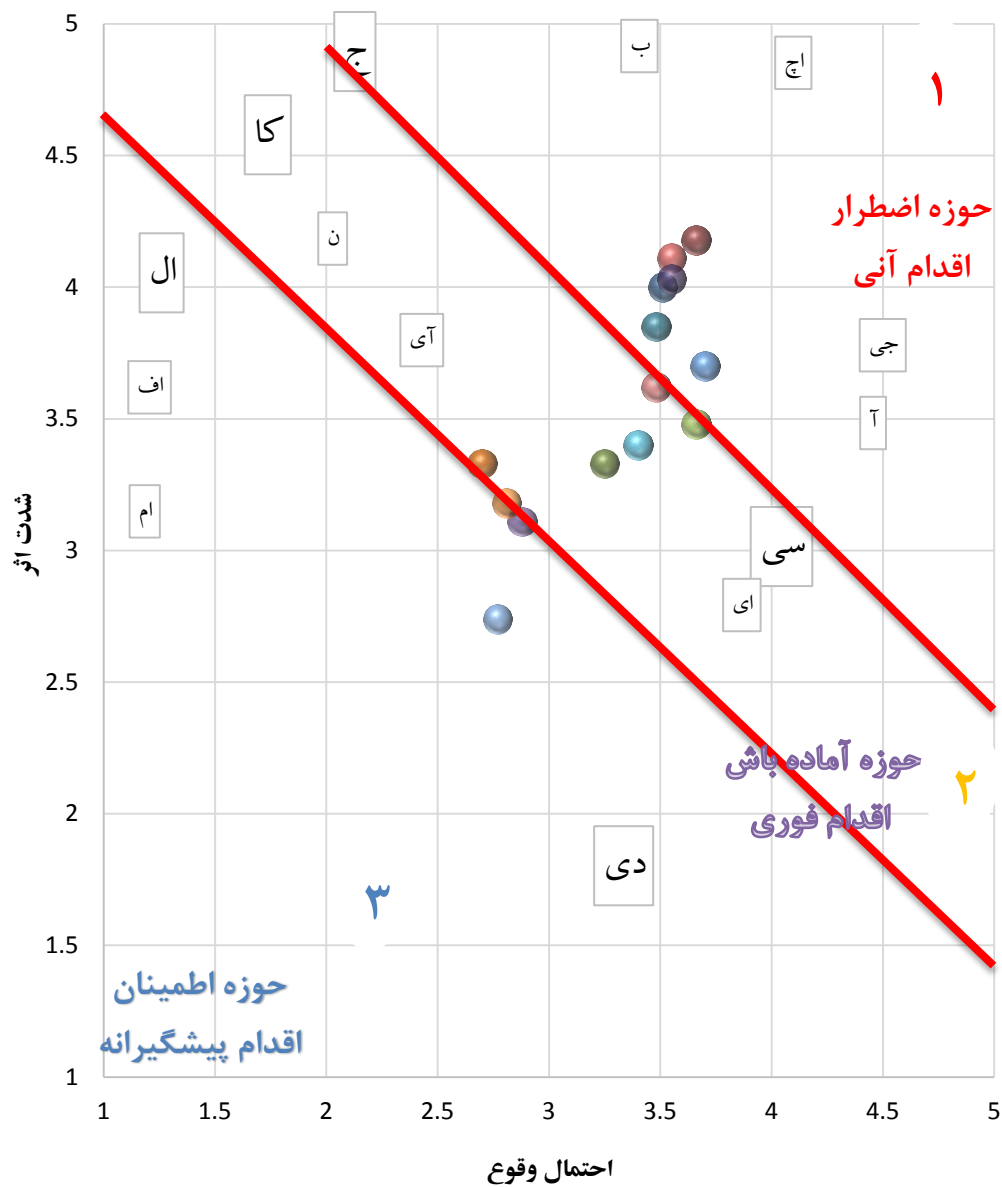 5
4.5
4
3.5
3
2.5
2
1.5
1
1 1.5 2 2.5 3 3.5 4 4.5 5
شدت اثر
احتمال وقوع
ج
ب
اچ
۱
کا
حوزه اضطرار
اقدام آنی
ن
ال
آی
جی
اف
آ
ام
سی
ای
حوزه آماده باش
اقدام فوری
۲
دی
۳
حوزه اطمینان
اقدام پیشگیرانه